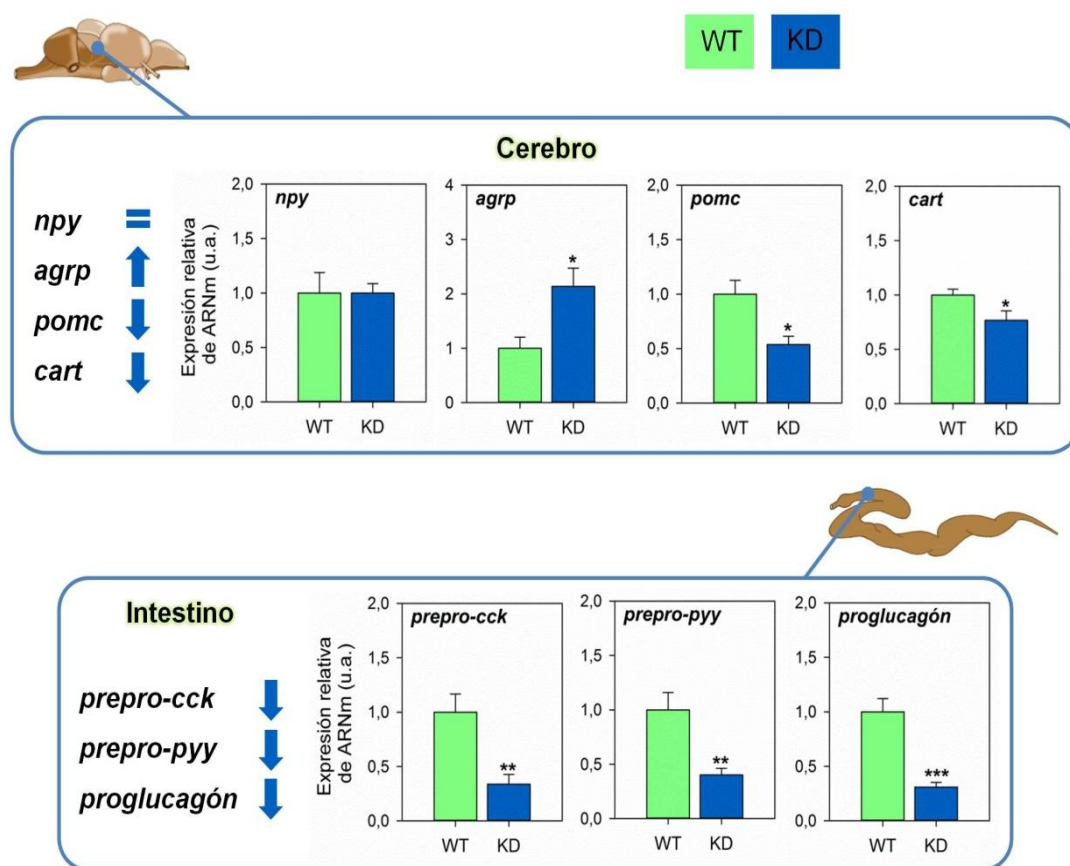 WT KD
Cerebro
npy =
agrp
pomc
cart
Expresión relativa
de ARNm (u.a.)
npy
2,0
1,5
1,0
0,5
0,0
WT KD
agrp
4
3
2
1
0
*
WT KD
pomc
2,0
1,5
1,0
0,5
0,0
*
WT KD
cart
2,0
1,5
1,0
0,5
0,0
*
WT KD
Intestino
prepro-cck
prepro-pyy
proglucagón
Expresión relativa
de ARNm (u.a.)
prepro-cck
2,0
1,5
1,0
0,5
0,0
**
WT KD
prepro-pyy
2,0
1,5
1,0
0,5
0,0
**
WT KD
proglucagón
2,0
1,5
1,0
0,5
0,0
***
WT KD